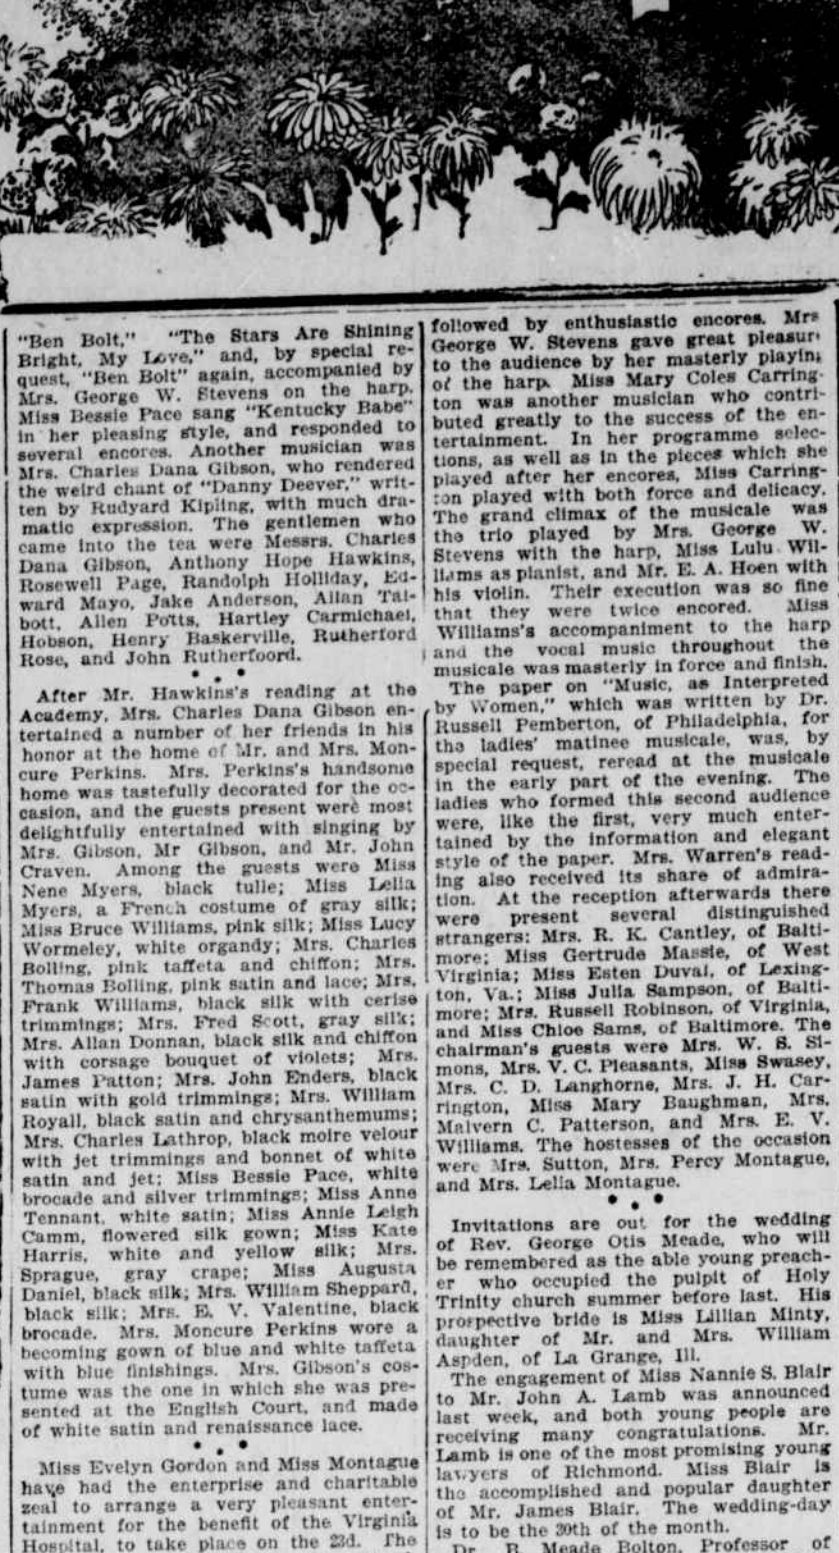 "Ben Bolt," "The Stars Are Shining
Bright, My Love," and, by special re-
quest, "Ben Bolt" again, accompanied by
Mrs. George W. Stevens on the harp.
Miss Bessie Pace sang "Kentucky Babe"
in her pleasing style, and responded to
several encores. Another musician was
Mrs. Charles Dana Gibson, who rendered
the weird chant of "Danny Deever," writ-
ten by Rudyard Kipling, with much dra-
matic expression. The gentlemen who
came into the tea were Messrs. Charles
Dana Gibson, Anthony Hope Hawkins,
Rosewell Page, Randolph Holliday, Ed-
ward Mayo, Jake Anderson, Allan Tal-
bott, Allen Potts, Hartley Carmichael,
Hobson, Henry Baskerville, Rutherford
Rose, and John Rutherfoord.
• • •
After Mr. Hawkins's reading at the
Academy, Mrs. Charles Dana Gibson en-
tertained a number of her friends in his
honor at the home of Mr. and Mrs. Mon-
cure Perkins. Mrs. Perkins's handsome
home was tastefully decorated for the oc-
casion, and the guests present were most
delightfully entertained with singing by
Mrs. Gibson, Mr Gibson, and Mr. John
Craven. Among the guests were Miss
Nene Myers, black tulle; Miss Lelia
Myers, a French costume of gray silk;
Miss Bruce Williams, pink silk; Miss Lucy
Wormeley, white organdy; Mrs. Charles
Bolling, pink taffeta and chiffon; Mrs.
Thomas Bolling, pink satin and lace; Mrs.
Frank Williams, black silk with cerise
trimmings; Mrs. Fred Scott, gray silk;
Mrs. Allan Donnan, black silk and chiffon
with corsage bouquet of violets; Mrs.
James Patton; Mrs. John Enders, black
satin with gold trimmings; Mrs. William
Royall, black satin and chrysanthemums;
Mrs. Charles Lathrop, black moire velour
with jet trimmings and bonnet of white
satin and jet; Miss Bessie Pace, white
brocade and silver trimmings; Miss Anne
Tennant, white satin; Miss Annie Leigh
Camm, flowered silk gown; Miss Kate
Harris, white and yellow silk; Mrs.
Sprague, gray crape; Miss Augusta
Daniel, black silk; Mrs. William Sheppard,
black silk; Mrs. E. V. Valentine, black
brocade. Mrs. Moncure Perkins wore a
becoming gown of blue and white taffeta
with blue finishings. Mrs. Gibson's cos-
tume was the one in which she was pre-
sented at the English Court, and made
of white satin and renaissance lace.
• • •
Miss Evelyn Gordon and Miss Montague
have had the enterprise and charitable
zeal to arrange a very pleasant enter-
tainment for the benefit of the Virginia
Hospital, to take place on the 23d. The
followed by enthusiastic encores. Mrs
George W. Stevens gave great pleasur
to the audience by her masterly playin
of the harp. Miss Mary Coles Carring-
ton was another musician who contri-
buted greatly to the success of the en-
tertainment. In her programme selec-
tions, as well as in the pieces which she
played after her encores, Miss Carring-
ton played with both force and delicacy.
The grand climax of the musicale was
the trio played by Mrs. George W.
Stevens with the harp, Miss Lulu Wil-
liams as pianist, and Mr. E. A. Hoen with
his violin. Their execution was so fine
that they were twice encored. Miss
Williams's accompaniment to the harp
and the vocal music throughout the
musicale was masterly in force and finish.
The paper on "Music, as Interpreted
by Women," which was written by Dr.
Russell Pemberton, of Philadelphia, for
the ladies' matinee musicale, was, by
special request, reread at the musicale
in the early part of the evening. The
ladies who formed this second audience
were, like the first, very much enter-
tained by the information and elegant
style of the paper. Mrs. Warren's read-
ing also received its share of admira-
tion. At the reception afterwards there
were present several distinguished
strangers: Mrs. R. K. Cantley, of Balti-
more; Miss Gertrude Massie, of West
Virginia; Miss Esten Duval, of Lexing-
ton, Va.; Miss Julia Sampson, of Balti-
more; Mrs. Russell Robinson, of Virginia,
and Miss Chloe Sams, of Baltimore. The
chairman's guests were Mrs. W. S. Si-
mons, Mrs. V. C. Pleasants, Miss Swasey,
Mrs. C. D. Langhorne, Mrs. J. H. Car-
rington, Miss Mary Baughman, Mrs.
Malvern C. Patterson, and Mrs. E. V.
Williams. The hostesses of the occasion
were Mrs. Sutton, Mrs. Percy Montague,
and Mrs. Lelia Montague.
• • •
Invitations are out for the wedding
of Rev. George Otis Meade, who will
be remembered as the able young preach-
er who occupied the pulpit of Holy
Trinity church summer before last. His
prospective bride is Miss Lillian Minty,
daughter of Mr. and Mrs. William
Aspden, of La Grange, Ill.
The engagement of Miss Nannie S. Blair
to Mr. John A. Lamb was announced
last week, and both young people are
receiving many congratulations. Mr.
Lamb is one of the most promising young
lawyers of Richmond. Miss Blair is
the accomplished and popular daughter
of Mr. James Blair. The wedding-day
is to be the 30th of the month.
Dr. B. Meade Bolton, Professor of